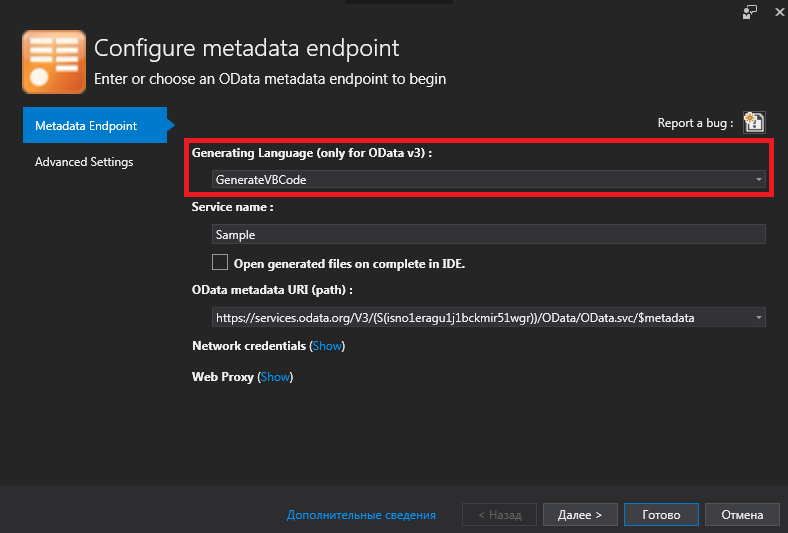 Configure metadata endpoint
Enter or choose an OData metadata endpoint to begin
Metadata Endpoint
Advanced Settings
Report a bug :
Generating Language (only for OData v3) :
GenerateVBCode
Service name :
Sample
Open generated files on complete in IDE.
OData metadata URI (path) :
https://services.odata.org/V3/(S(isno1eragu1j1bckmir51wgr))/OData/OData.svc/$metadata
Network credentials (Show)
Web Proxy (Show)
Дополнительные сведения
< Назад
Далее >
Готово
Отмена